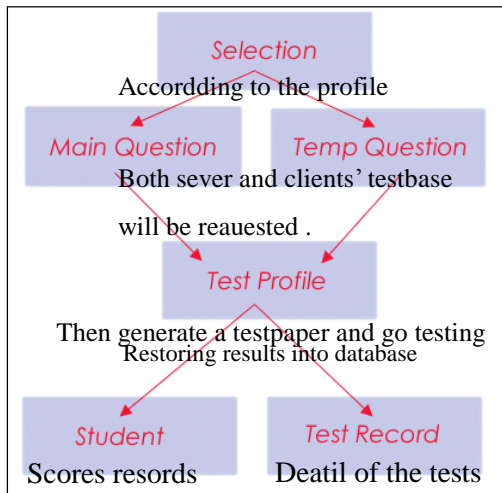 Selection
Accordding to the profile
Main Question Temp Question
Both sever and clients' testbase
will be reauested .
Test Profile
Then generate a testpaper and go testing
Restoring results into database
Student Test Record
Scores resords Deatil of the tests